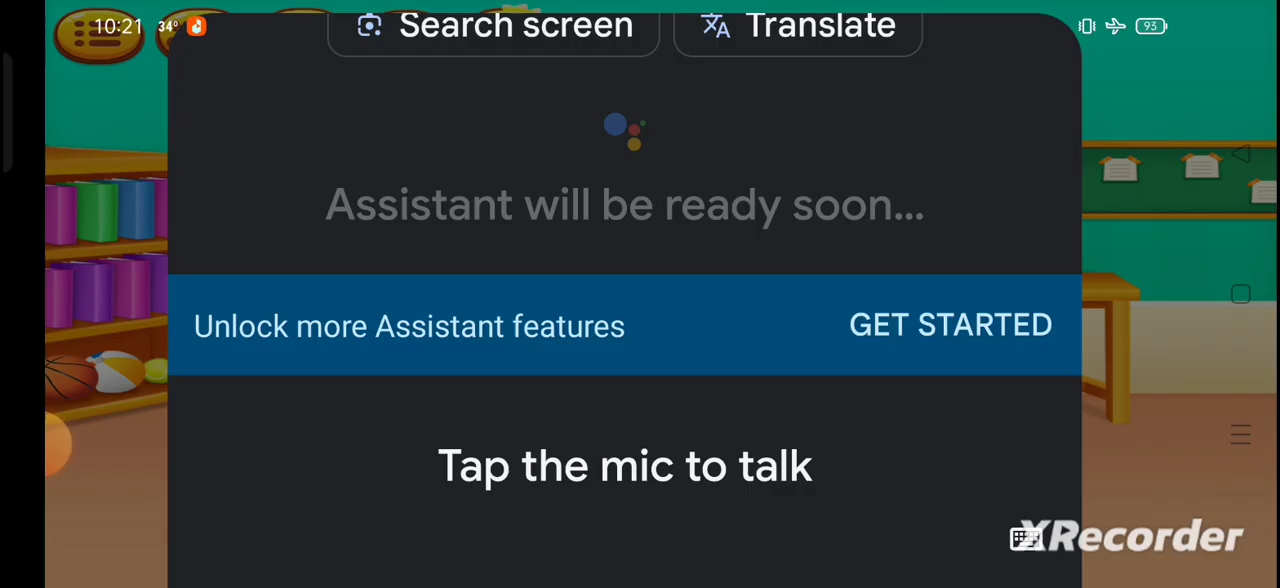 10:21 34° 93
Search screen Translate
Assistant will be ready soon...
Unlock more Assistant features GET STARTED
Tap the mic to talk
XRecorder